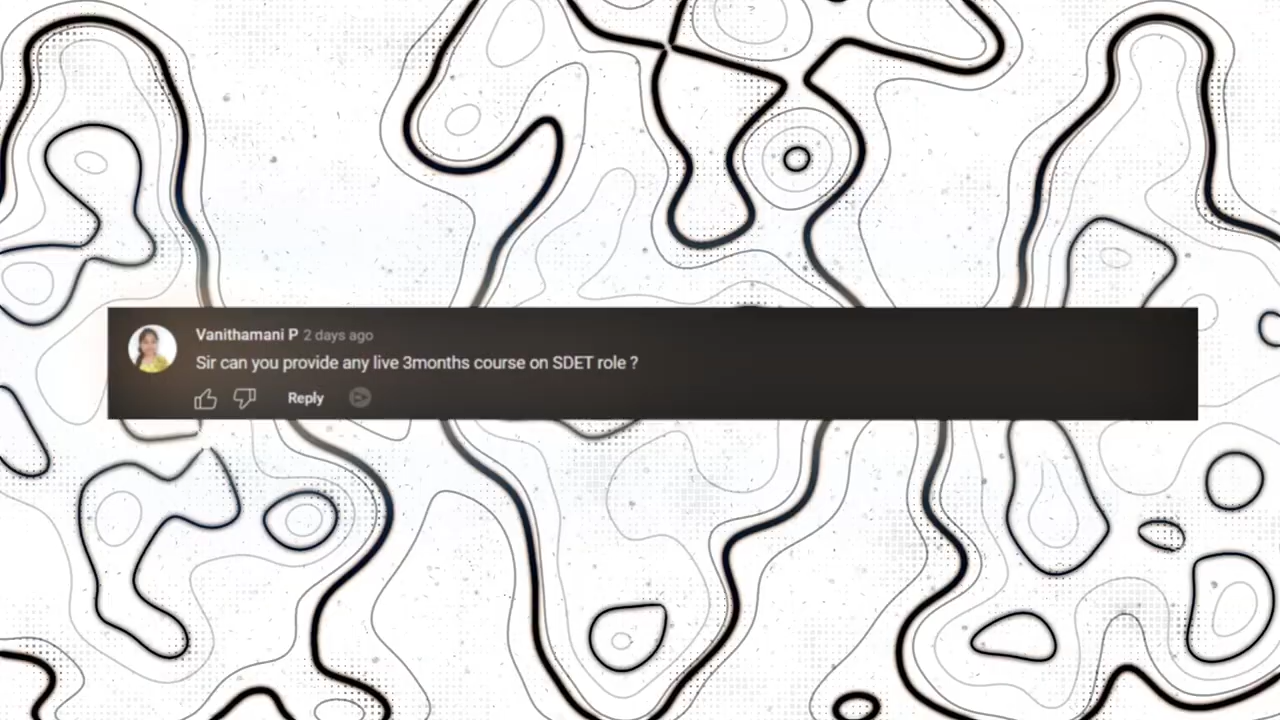 Vanithamani P 2 days ago
Sir can you provide any live 3months course on SDET role ?
Reply